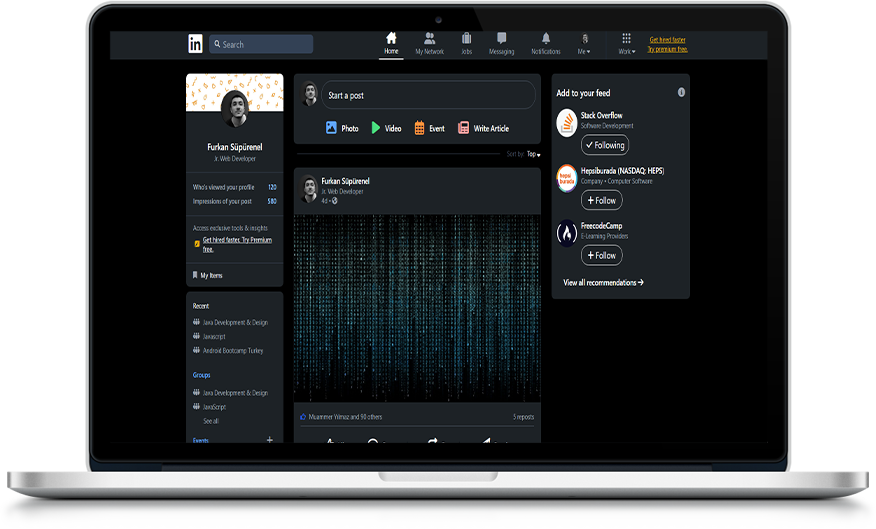 in
Search
Home
My Network
Jobs
Messaging
Notifications
Me
Work
Get hired faster
Try premium free.
Furkan Süpürenel
Jr. Web Developer
Who's viewed your profile 120
Impressions of your post 580
Access exclusive tools & insights
Get hired faster. Try Premium
free.
My Items
Recent
Java Development & Design
Javascript
Android Bootcamp Turkey
Groups
Java Development & Design
JavaScript
See all
Events +
Start a post
Photo
Video
Event
Write Article
Sort by: Top
Furkan Süpürenel
Jr. Web Developer
4d •
Muammer Yılmaz and 90 others
5 reposts
Add to your feed
Stack Overflow
Software Development
Following
hepsi
burada
Hepsiburada (NASDAQ: HEPS)
Company • Computer Software
+ Follow
FreecodeCamp
E-Learning Providers
+ Follow
View all recommendations →